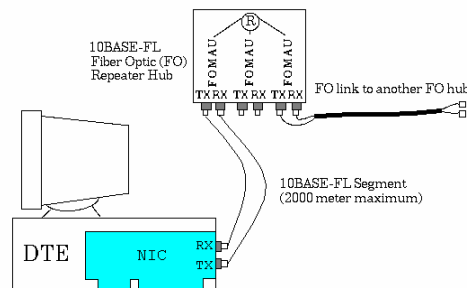 R
10BASE-FL
Fiber Optic (FO)
Repeater Hub
FOMAU
FOMAU
FOMAU
TX RX
TX RX
TX RX
FO link to another FO hub
10BASE-FL Segment
(2000 meter maximum)
DTE
NIC
RX
TX